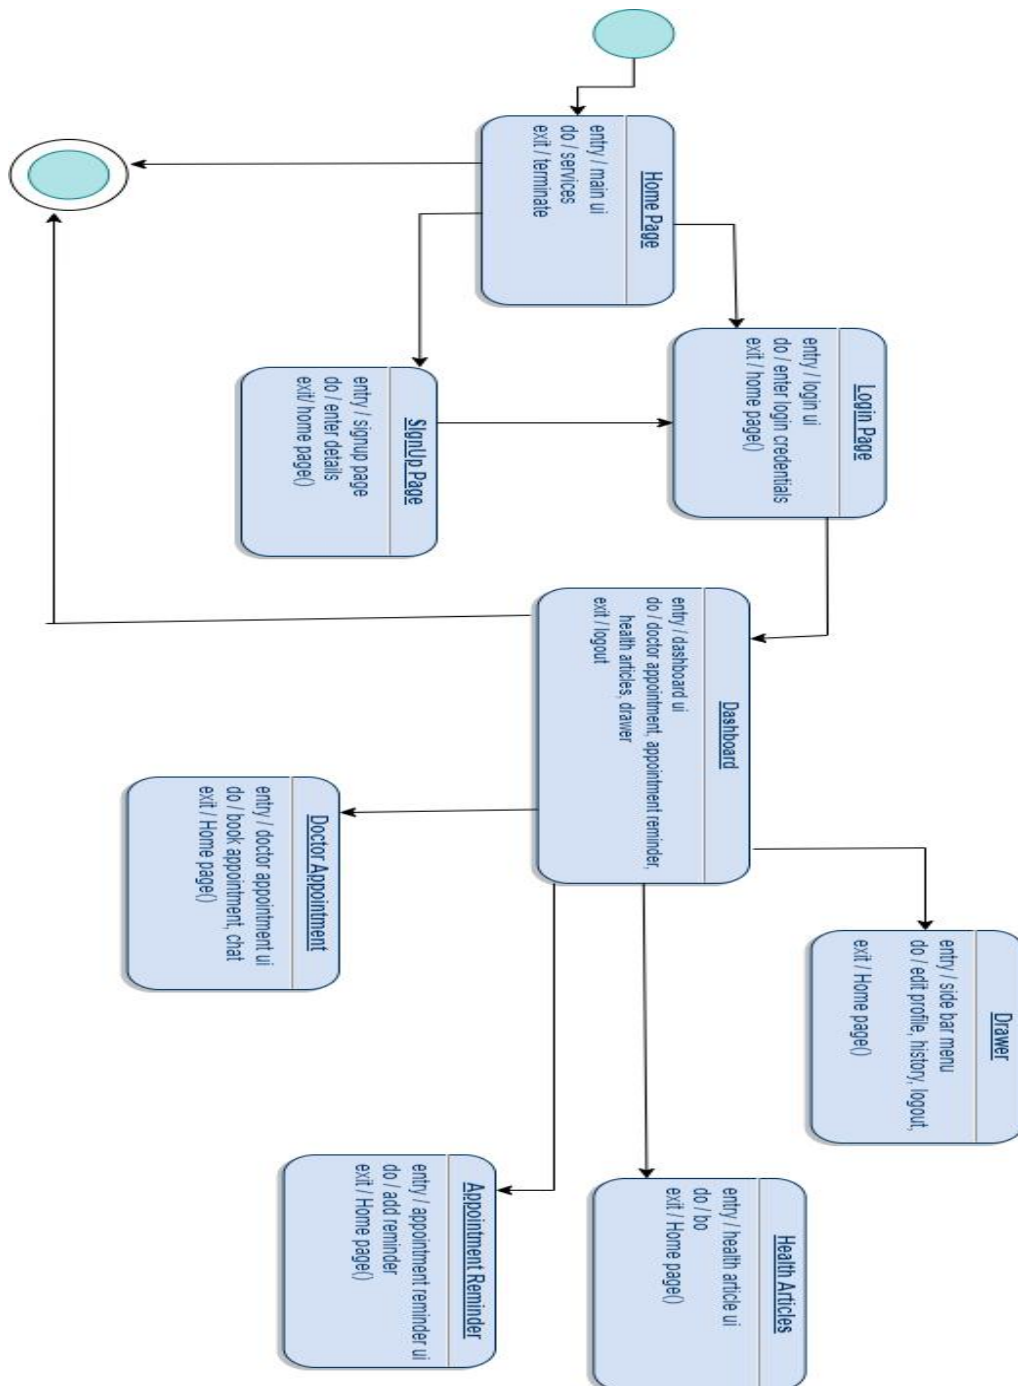 Home Page
entry / main ui
do / services
exit / terminate
Login Page
entry / login ui
do / enter login credentials
exit / home page()
SignUp Page
entry / signup page
do / enter details
exit/ home page()
Dashboard
entry / dashboard ui
do / doctor appointment, appointment reminder,
health articles, drawer
exit / logout
Drawer
entry / side bar menu
do / edit profile, history, logout,
exit / Home page()
Doctor Appointment
entry / doctor appointment ui
do / book appointment, chat
exit / Home page()
Health Articles
entry / health article ui
do / bo
exit / Home page()
Appointment Reminder
entry / appointment reminder ui
do / add reminder
exit / Home page()